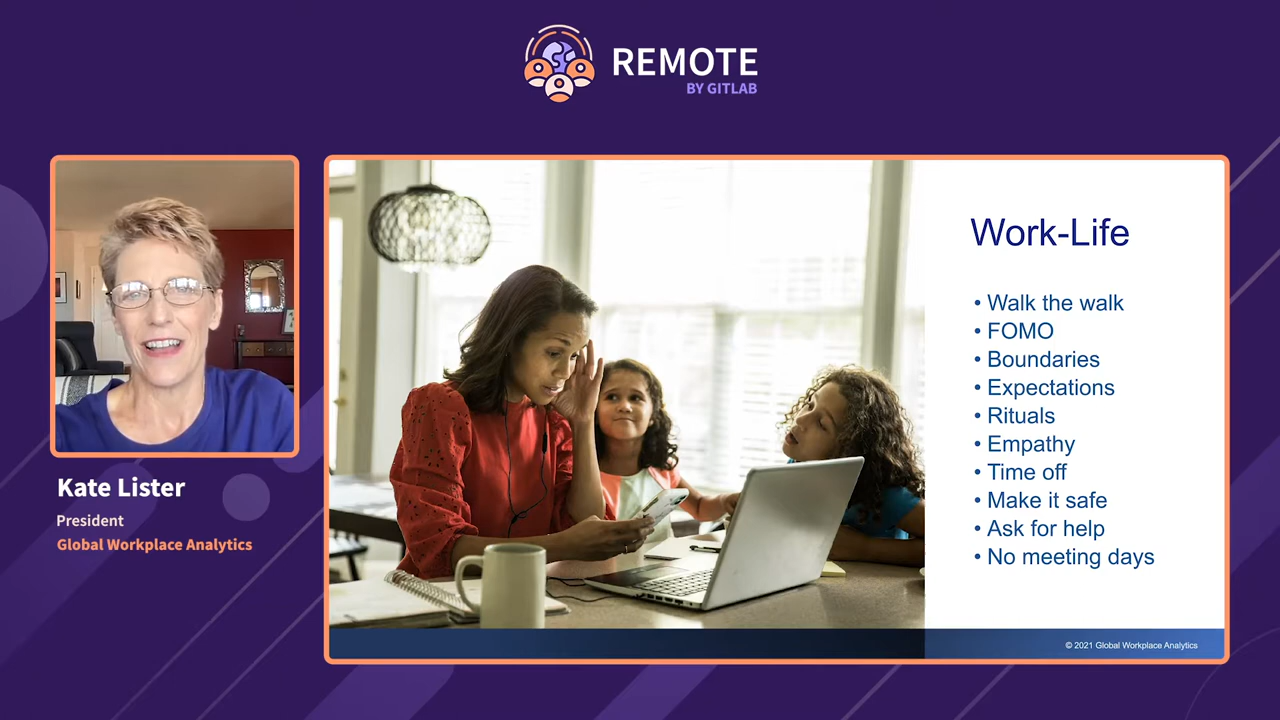 REMOTE
BY GITLAB
Kate Lister
President
Global Workplace Analytics
Work-Life
• Walk the walk
• FOMO
• Boundaries
• Expectations
• Rituals
• Empathy
• Time off
• Make it safe
• Ask for help
• No meeting days
© 2021 Global Workplace Analytics